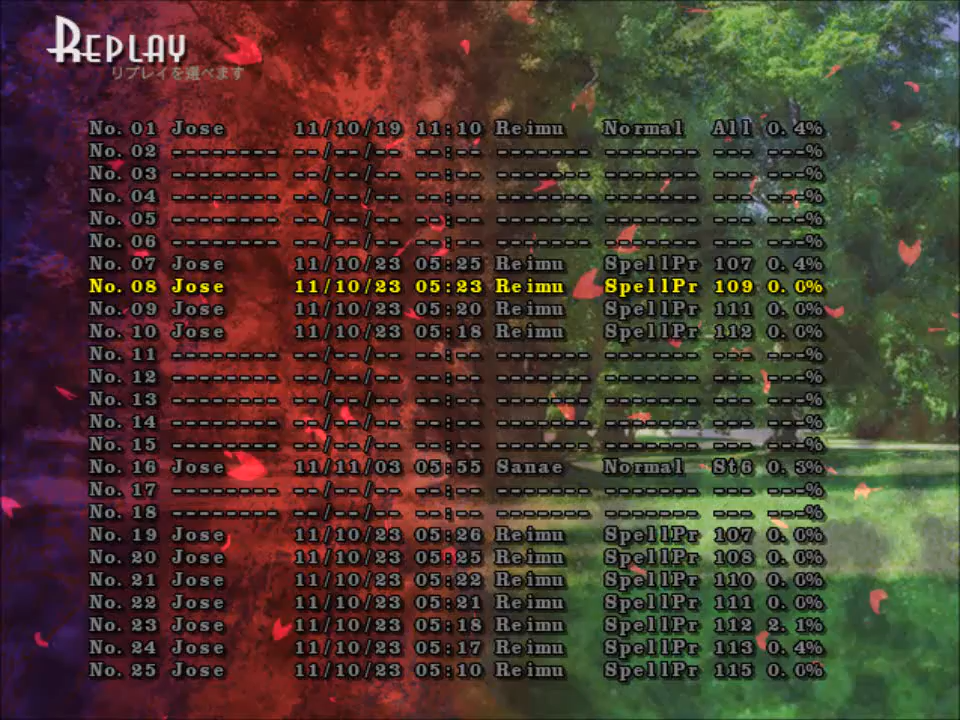 REPLAY
リプレイを選べます
No. 01 Jose 11/10/19 11:10 Reimu Normal All 0.4%
No. 02 -------- --/--/-- --:-- ------- ------- --- ---%
No. 03 -------- --/--/-- --:-- ------- ------- --- ---%
No. 04 -------- --/--/-- --:-- ------- ------- --- ---%
No. 05 -------- --/--/-- --:-- ------- ------- --- ---%
No. 06 -------- --/--/-- --:-- ------- ------- --- ---%
No. 07 Jose 11/10/23 05:25 Reimu SpellPr 107 0.4%
No. 08 Jose 11/10/23 05:23 Reimu SpellPr 109 0.0%
No. 09 Jose 11/10/23 05:20 Reimu SpellPr 111 0.0%
No. 10 Jose 11/10/23 05:18 Reimu SpellPr 112 0.0%
No. 11 -------- --/--/-- --:-- ------- ------- --- ---%
No. 12 -------- --/--/-- --:-- ------- ------- --- ---%
No. 13 -------- --/--/-- --:-- ------- ------- --- ---%
No. 14 -------- --/--/-- --:-- ------- ------- --- ---%
No. 15 -------- --/--/-- --:-- ------- ------- --- ---%
No. 16 Jose 11/11/03 05:55 Sanae Normal St6 0.3%
No. 17 -------- --/--/-- --:-- ------- ------- --- ---%
No. 18 -------- --/--/-- --:-- ------- ------- --- ---%
No. 19 Jose 11/10/23 05:26 Reimu SpellPr 107 0.0%
No. 20 Jose 11/10/23 05:25 Reimu SpellPr 108 0.0%
No. 21 Jose 11/10/23 05:22 Reimu SpellPr 110 0.0%
No. 22 Jose 11/10/23 05:21 Reimu SpellPr 111 0.0%
No. 23 Jose 11/10/23 05:18 Reimu SpellPr 112 2.1%
No. 24 Jose 11/10/23 05:17 Reimu SpellPr 113 0.4%
No. 25 Jose 11/10/23 05:10 Reimu SpellPr 115 0.0%